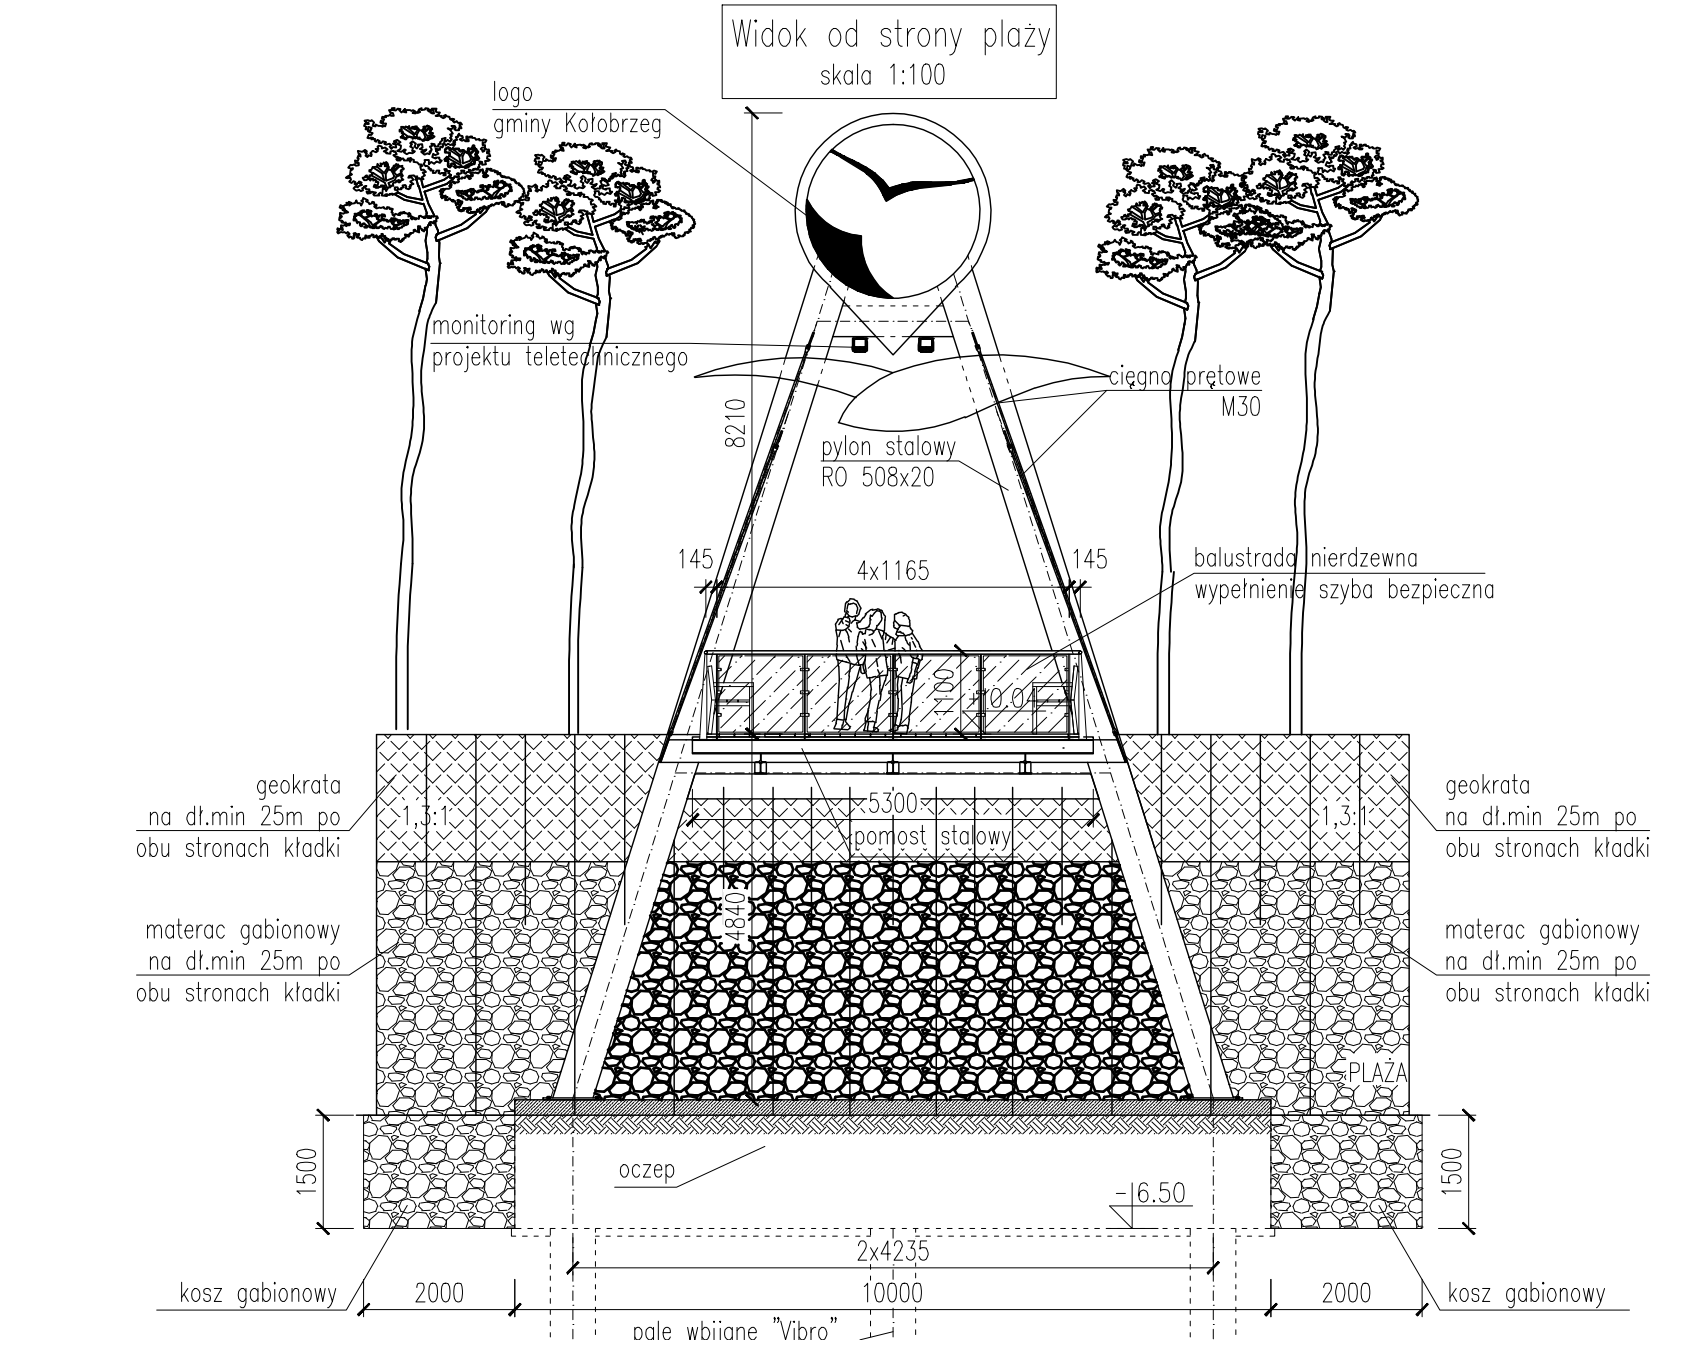 Widok od strony plaży
skala 1:100
logo
gminy Kołobrzeg
monitoring wg
projektu teletechnicznego
cięgno prętowe
M30
8210
pylon stalowy
RO 508x20
145
4x1165
145
balustrada nierdzewna
wypełnienie szyba bezpieczna
1100
geokrata
na dł.min 25m po
obu stronach kładki
1,3:1
5300
pomost stalowy
1,3:1
geokrata
na dł.min 25m po
obu stronach kładki
4840
materac gabionowy
na dł.min 25m po
obu stronach kładki
materac gabionowy
na dł.min 25m po
obu stronach kładki
PLAŻA
1500
oczep
-6.50
1500
2x4235
kosz gabionowy
2000
10000
2000
kosz gabionowy
pale wbijane "Vibro"